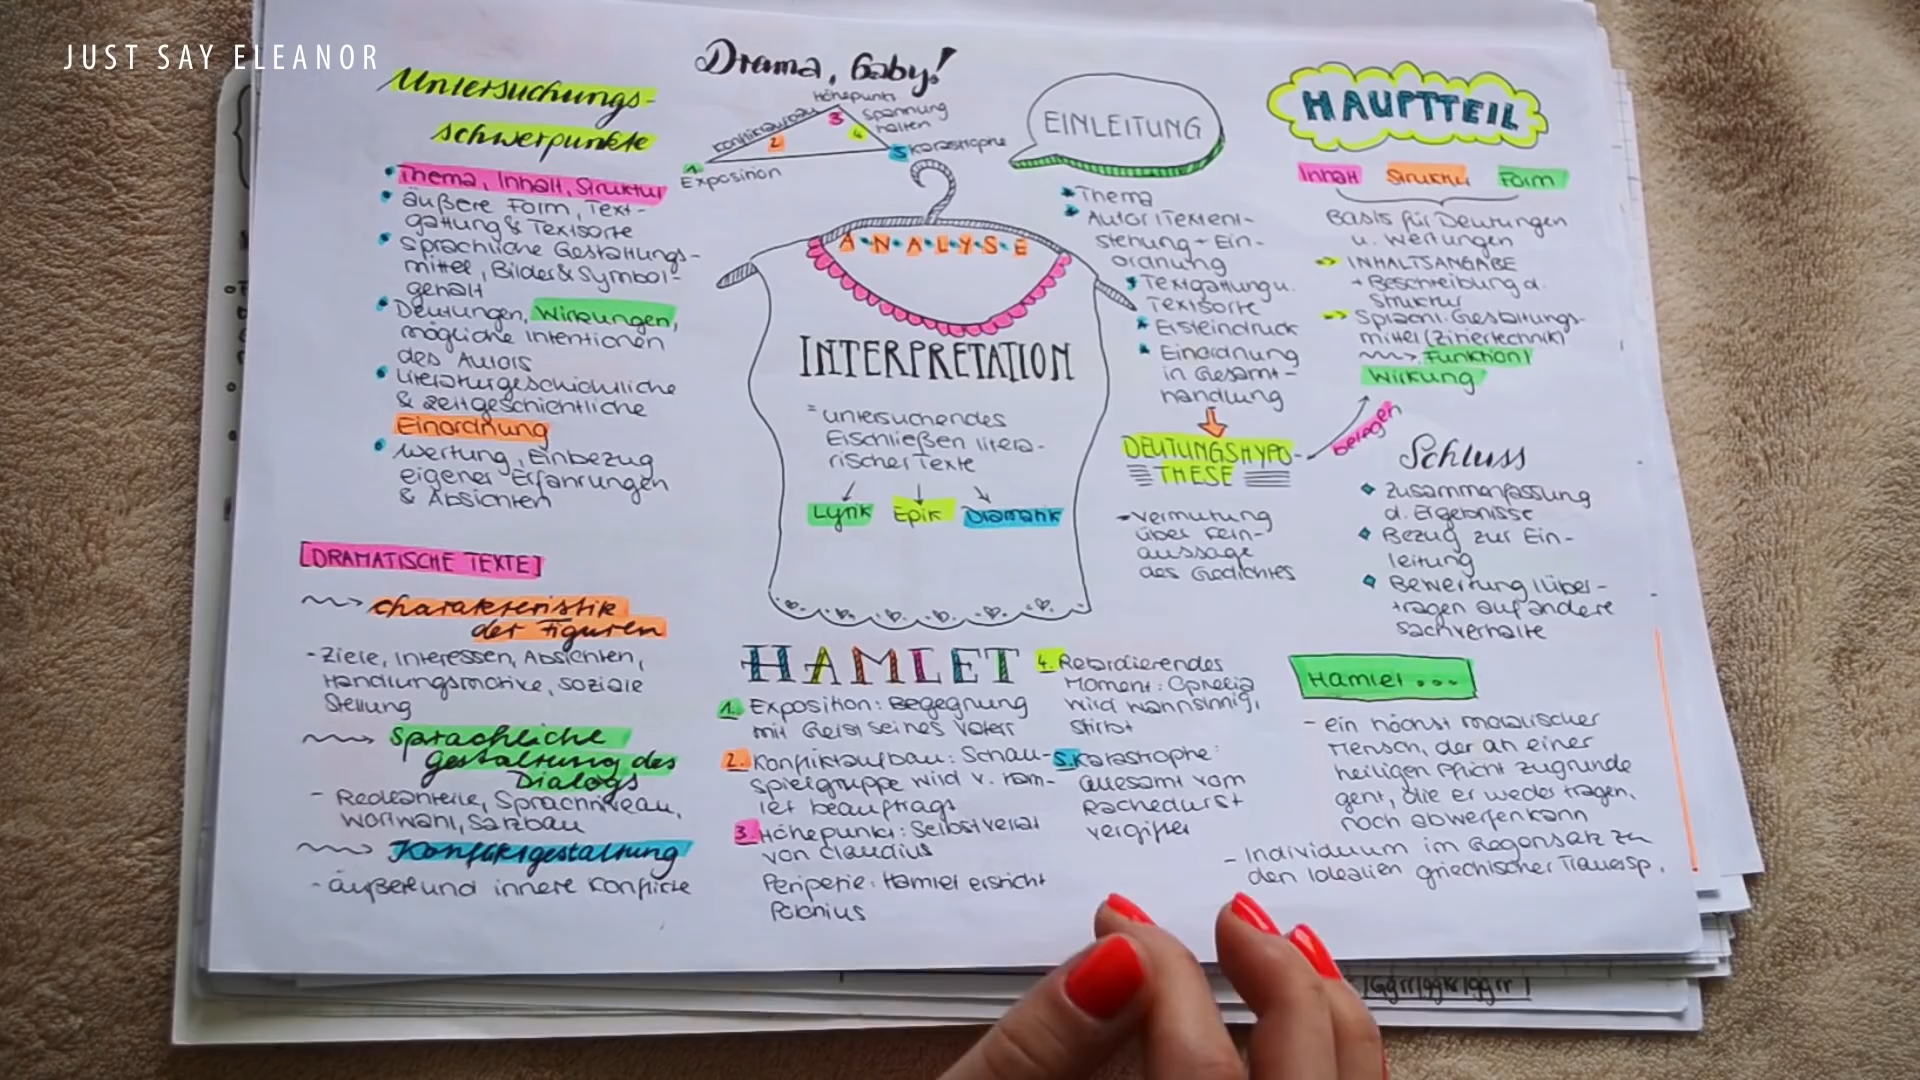 JUST SAY ELEANOR
Drama, Baby!
Höhepunkt
Konfliktaufbau
3
Spannung
halten
2
4
5 Katastrophe
1
Exposition
Untersuchungs-
schwerpunkte
Thema, Inhalt, Struktur
äußere Form, Text-
gattung & Textsorte
Sprachliche Gestaltungs-
mittel, Bilder & Symbol-
gehalt
Deutungen, Wirkungen,
mögliche Intentionen
des Autors
Literaturgeschichtliche
& zeitgeschichtliche
Einordnung
Wertung, Einbezug
eigener Erfahrungen
& Absichten
[DRAMATISCHE TEXTE]
Charakteristik
der Figuren
- Ziele, Interessen, Absichten,
Handlungsmotive, soziale
Stellung
Sprachliche
Gestaltung des
Dialogs
- Redeanteile, Sprachniveau,
Wortwahl, Satzbau
Konfliktgestaltung
- äußere und innere Konflikte
A·N·A·L·Y·S·E
INTERPRETATION
= untersuchendes
Erschließen litera-
rischer Texte
Lyrik Epik Dramatik
HAMLET
1. Exposition: Begegnung
mit Geist seines Vaters
2. Konfliktaufbau: Schau-
spielgruppe wird v. Ham-
let beauftragt
3. Höhepunkt: Selbstverrat
von Claudius
Peripetie: Hamlet ersticht
Polonius
4. Retardierendes
Moment: Ophelia
wird wahnsinnig,
stirbt
5. Katastrophe:
allesamt vom
Rachedurst
vergiftet
EINLEITUNG
Thema
Autor/Textent-
stehung + Ein-
ordnung
Textgattung u.
Textsorte
Ersteindruck
Einordnung
in Gesamt-
handlung
DEUTUNGSHYPO-
THESE
- Vermutung
über
aussage
des Gedichtes
belegen
HAUPTTEIL
Inhalt Struktur Form
Basis für Deutungen
u. Wertungen
INHALTSANGABE
+ Beschreibung d.
Struktur
Sprachl. Gestaltungs-
mittel (Zitiertechnik)
Funktion/
Wirkung
Schluss
Zusammenfassung
d. Ergebnisse
Bezug zur Ein-
leitung
Bewertung/über-
tragen auf andere
Sachverhalte
Hamlet...
- ein höchst moralischer
Mensch, der an einer
heiligen Pflicht zugrunde
geht, die er weder tragen,
noch abwerfen kann
- Individuum im Gegensatz zu
den Idealen griechischer Trauersp.